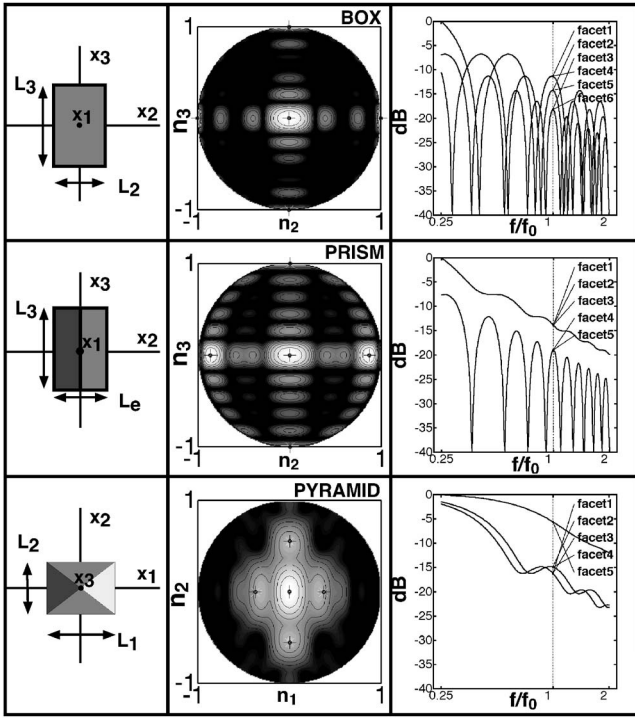 BOX
x3
L3
x1
x2
L2
n3
-1
-1
n2
1
dB
0
-5
-10
-15
-20
-25
-30
-35
-40
0.25
f/f0
1
2
facet1
facet2
facet3
facet4
facet5
facet6
PRISM
x3
L3
x1
x2
Le
1
n3
-1
-1
n2
1
dB
0
-5
-10
-15
-20
-25
-30
-35
-40
0.25
f/f0
1
2
facet1
facet2
facet3
facet4
facet5
PYRAMID
x2
L2
x3
x1
L1
1
n2
-1
-1
n1
1
dB
0
-5
-10
-15
-20
-25
-30
-35
-40
0.25
f/f0
1
2
facet1
facet2
facet3
facet4
facet5